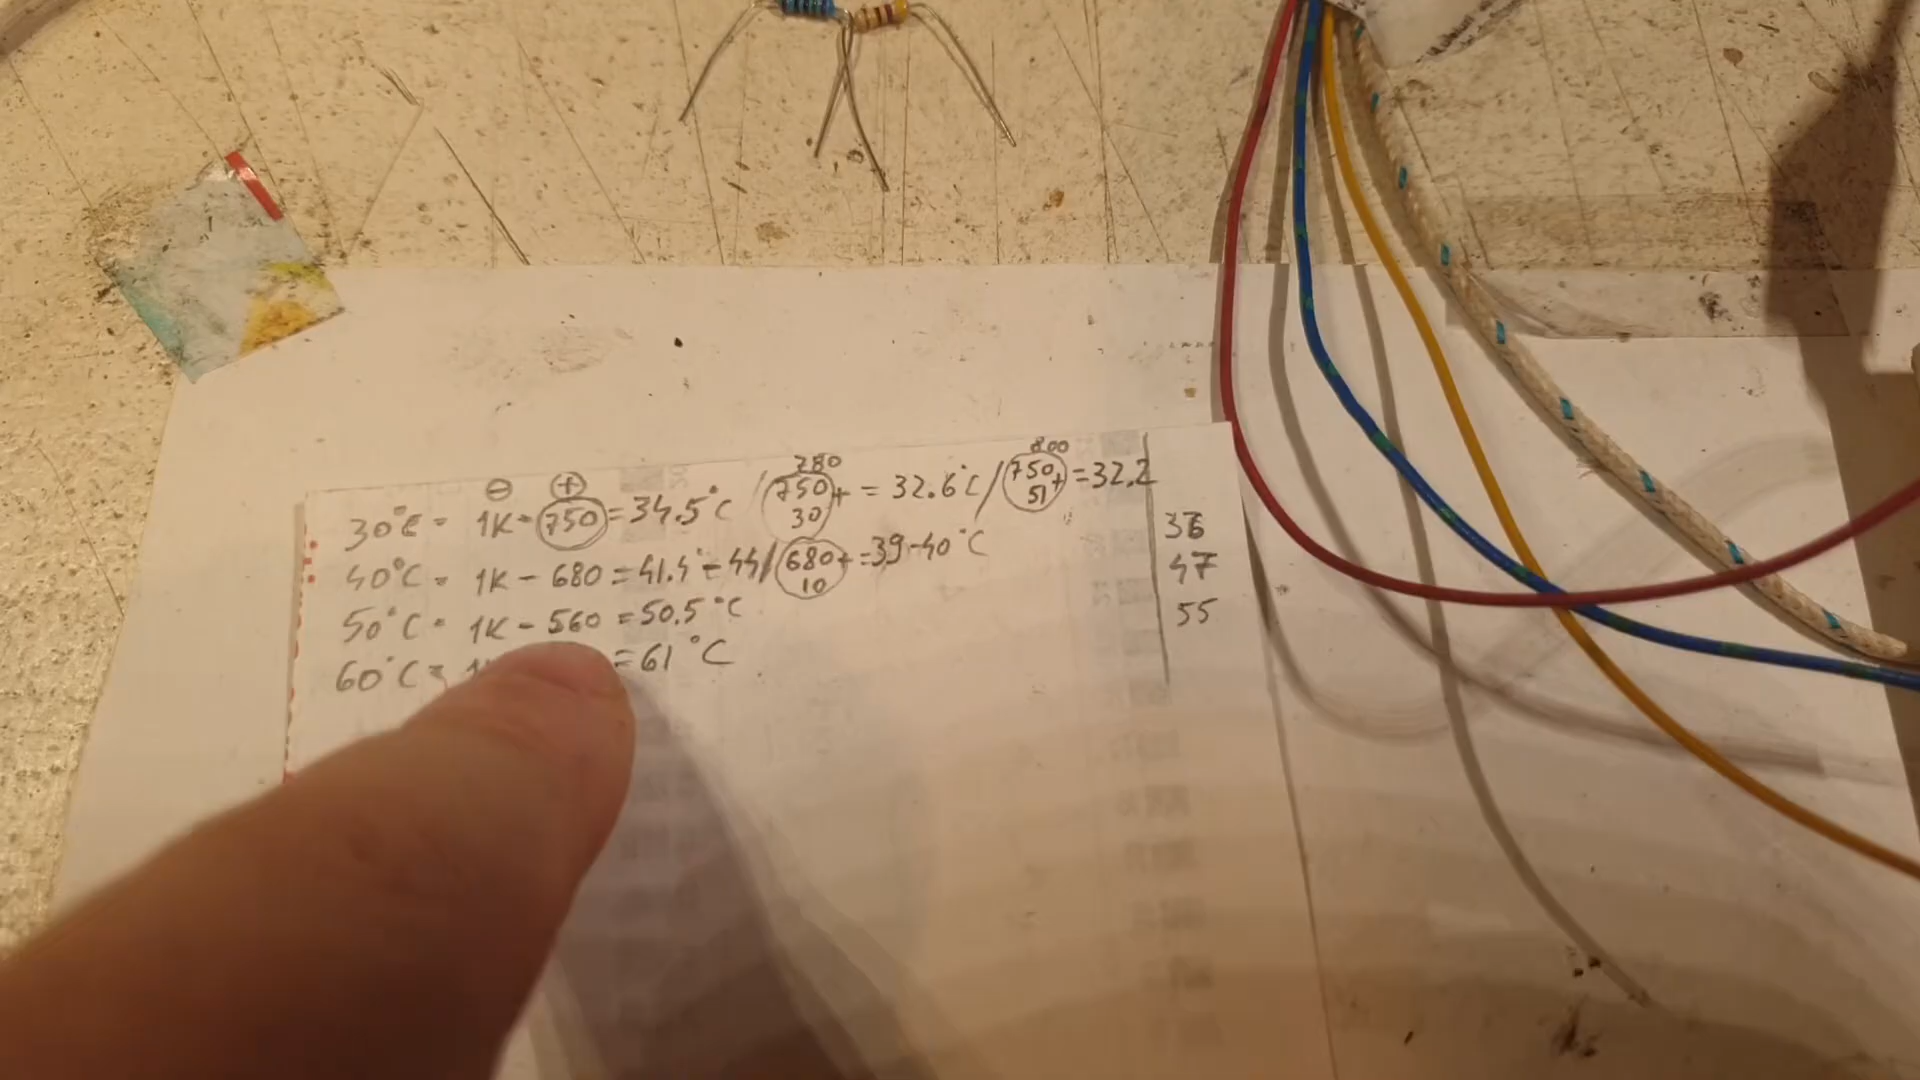 ⊖ ⊕ 780 800
30°C = 1K - 750 = 34.5°C / 750 + 30 = 32.6°C / 750 + 51 = 32.2
36
40°C = 1K - 680 = 41.4 - 44 / 680 + 10 = 39-40°C
47
50°C = 1K - 560 = 50.5°C
55
60°C = = 61°C